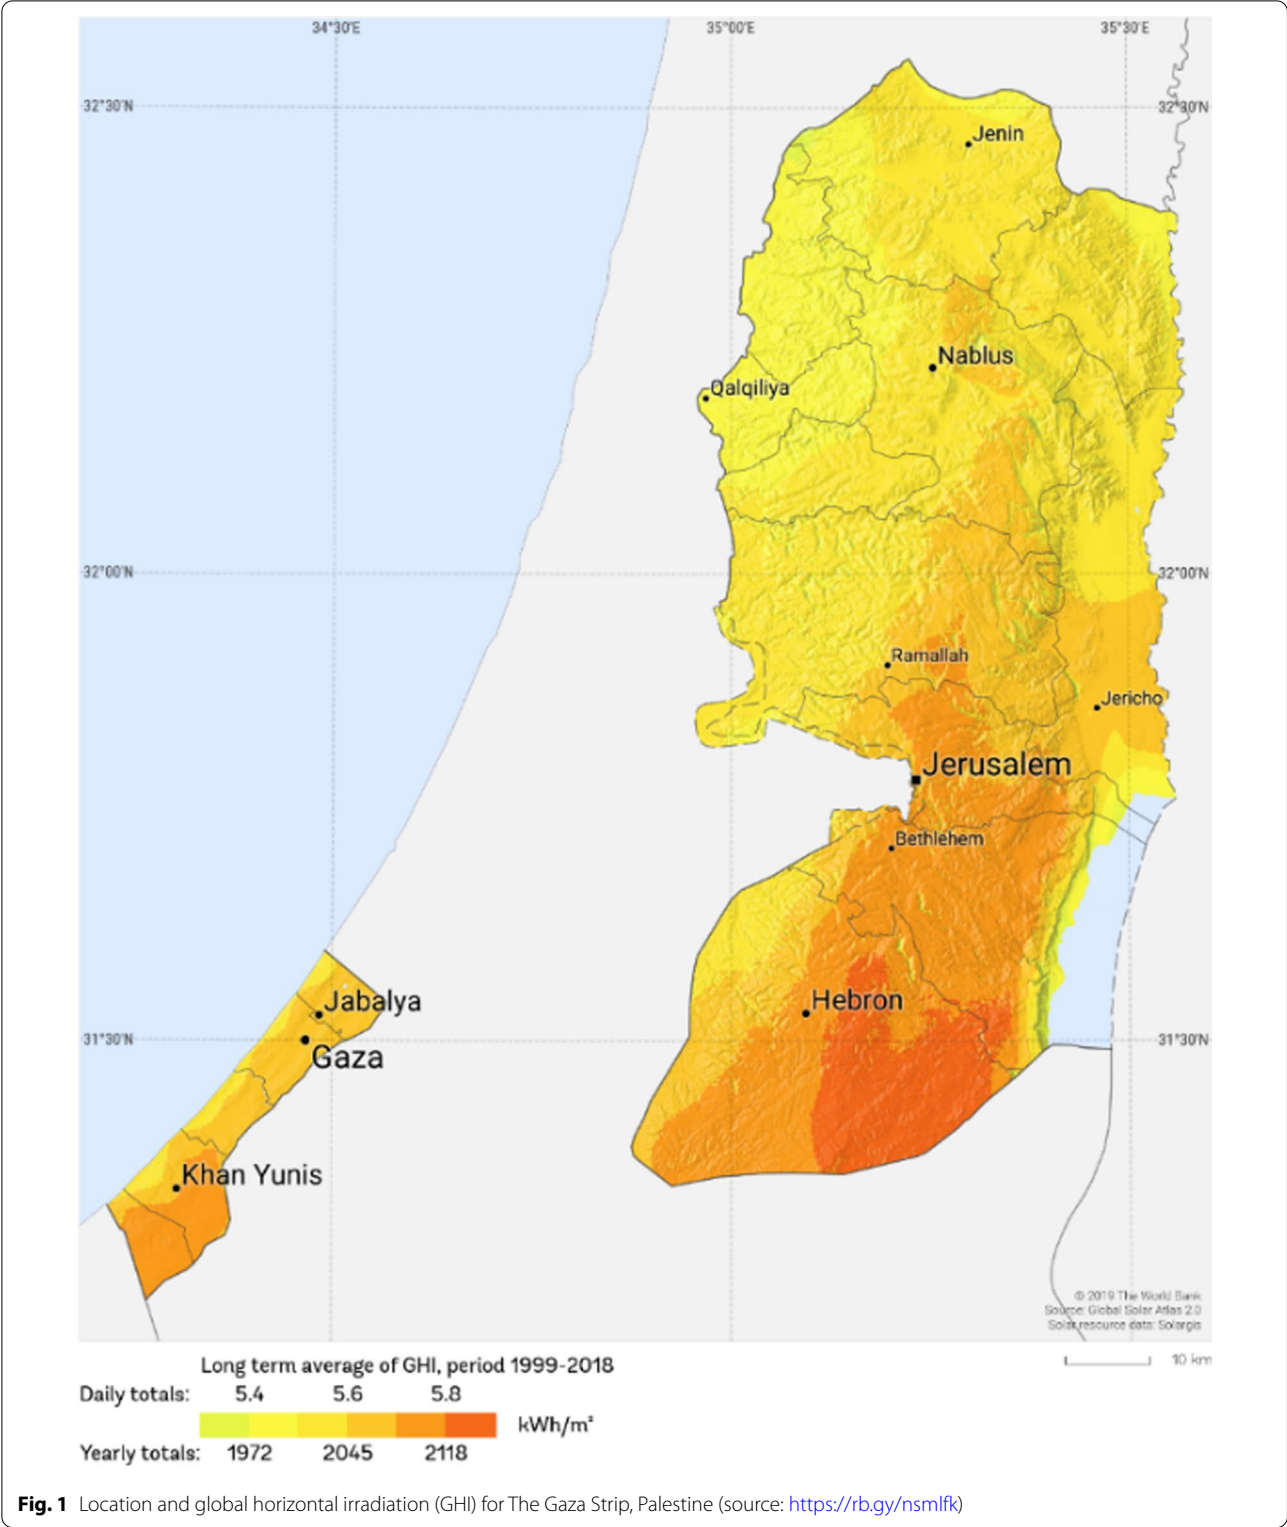 34°30'E 35°00'E 35°30'E
32°30'N 32°30'N
Jenin
Nablus
Qalqiliya
32°00'N 32°00'N
Ramallah
Jericho
Jerusalem
Bethlehem
Hebron
Jabalya
31°30'N 31°30'N
Gaza
Khan Yunis
© 2019 The World Bank
Source: Global Solar Atlas 2.0
Solar resource data: Solargis
Long term average of GHI, period 1999-2018
10 km
Daily totals: 5.4 5.6 5.8
kWh/m²
Yearly totals: 1972 2045 2118
Fig. 1 Location and global horizontal irradiation (GHI) for The Gaza Strip, Palestine (source: https://rb.gy/nsmlfk)